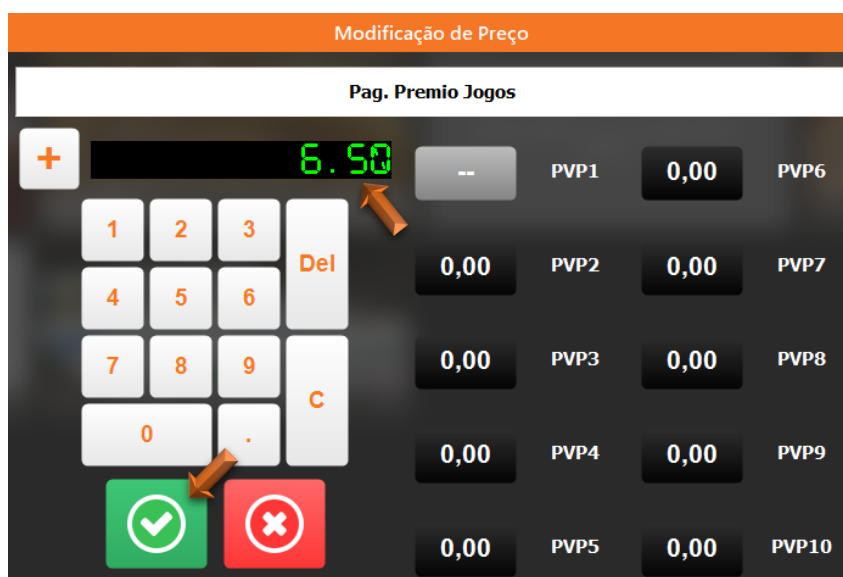 Modificação de Preço
Pag. Premio Jogos
+ 6.50
-- PVP1 0,00 PVP6
1 2 3 Del
0,00 PVP2 0,00 PVP7
4 5 6
7 8 9 C
0,00 PVP3 0,00 PVP8
0 .
0,00 PVP4 0,00 PVP9
0,00 PVP5 0,00 PVP10